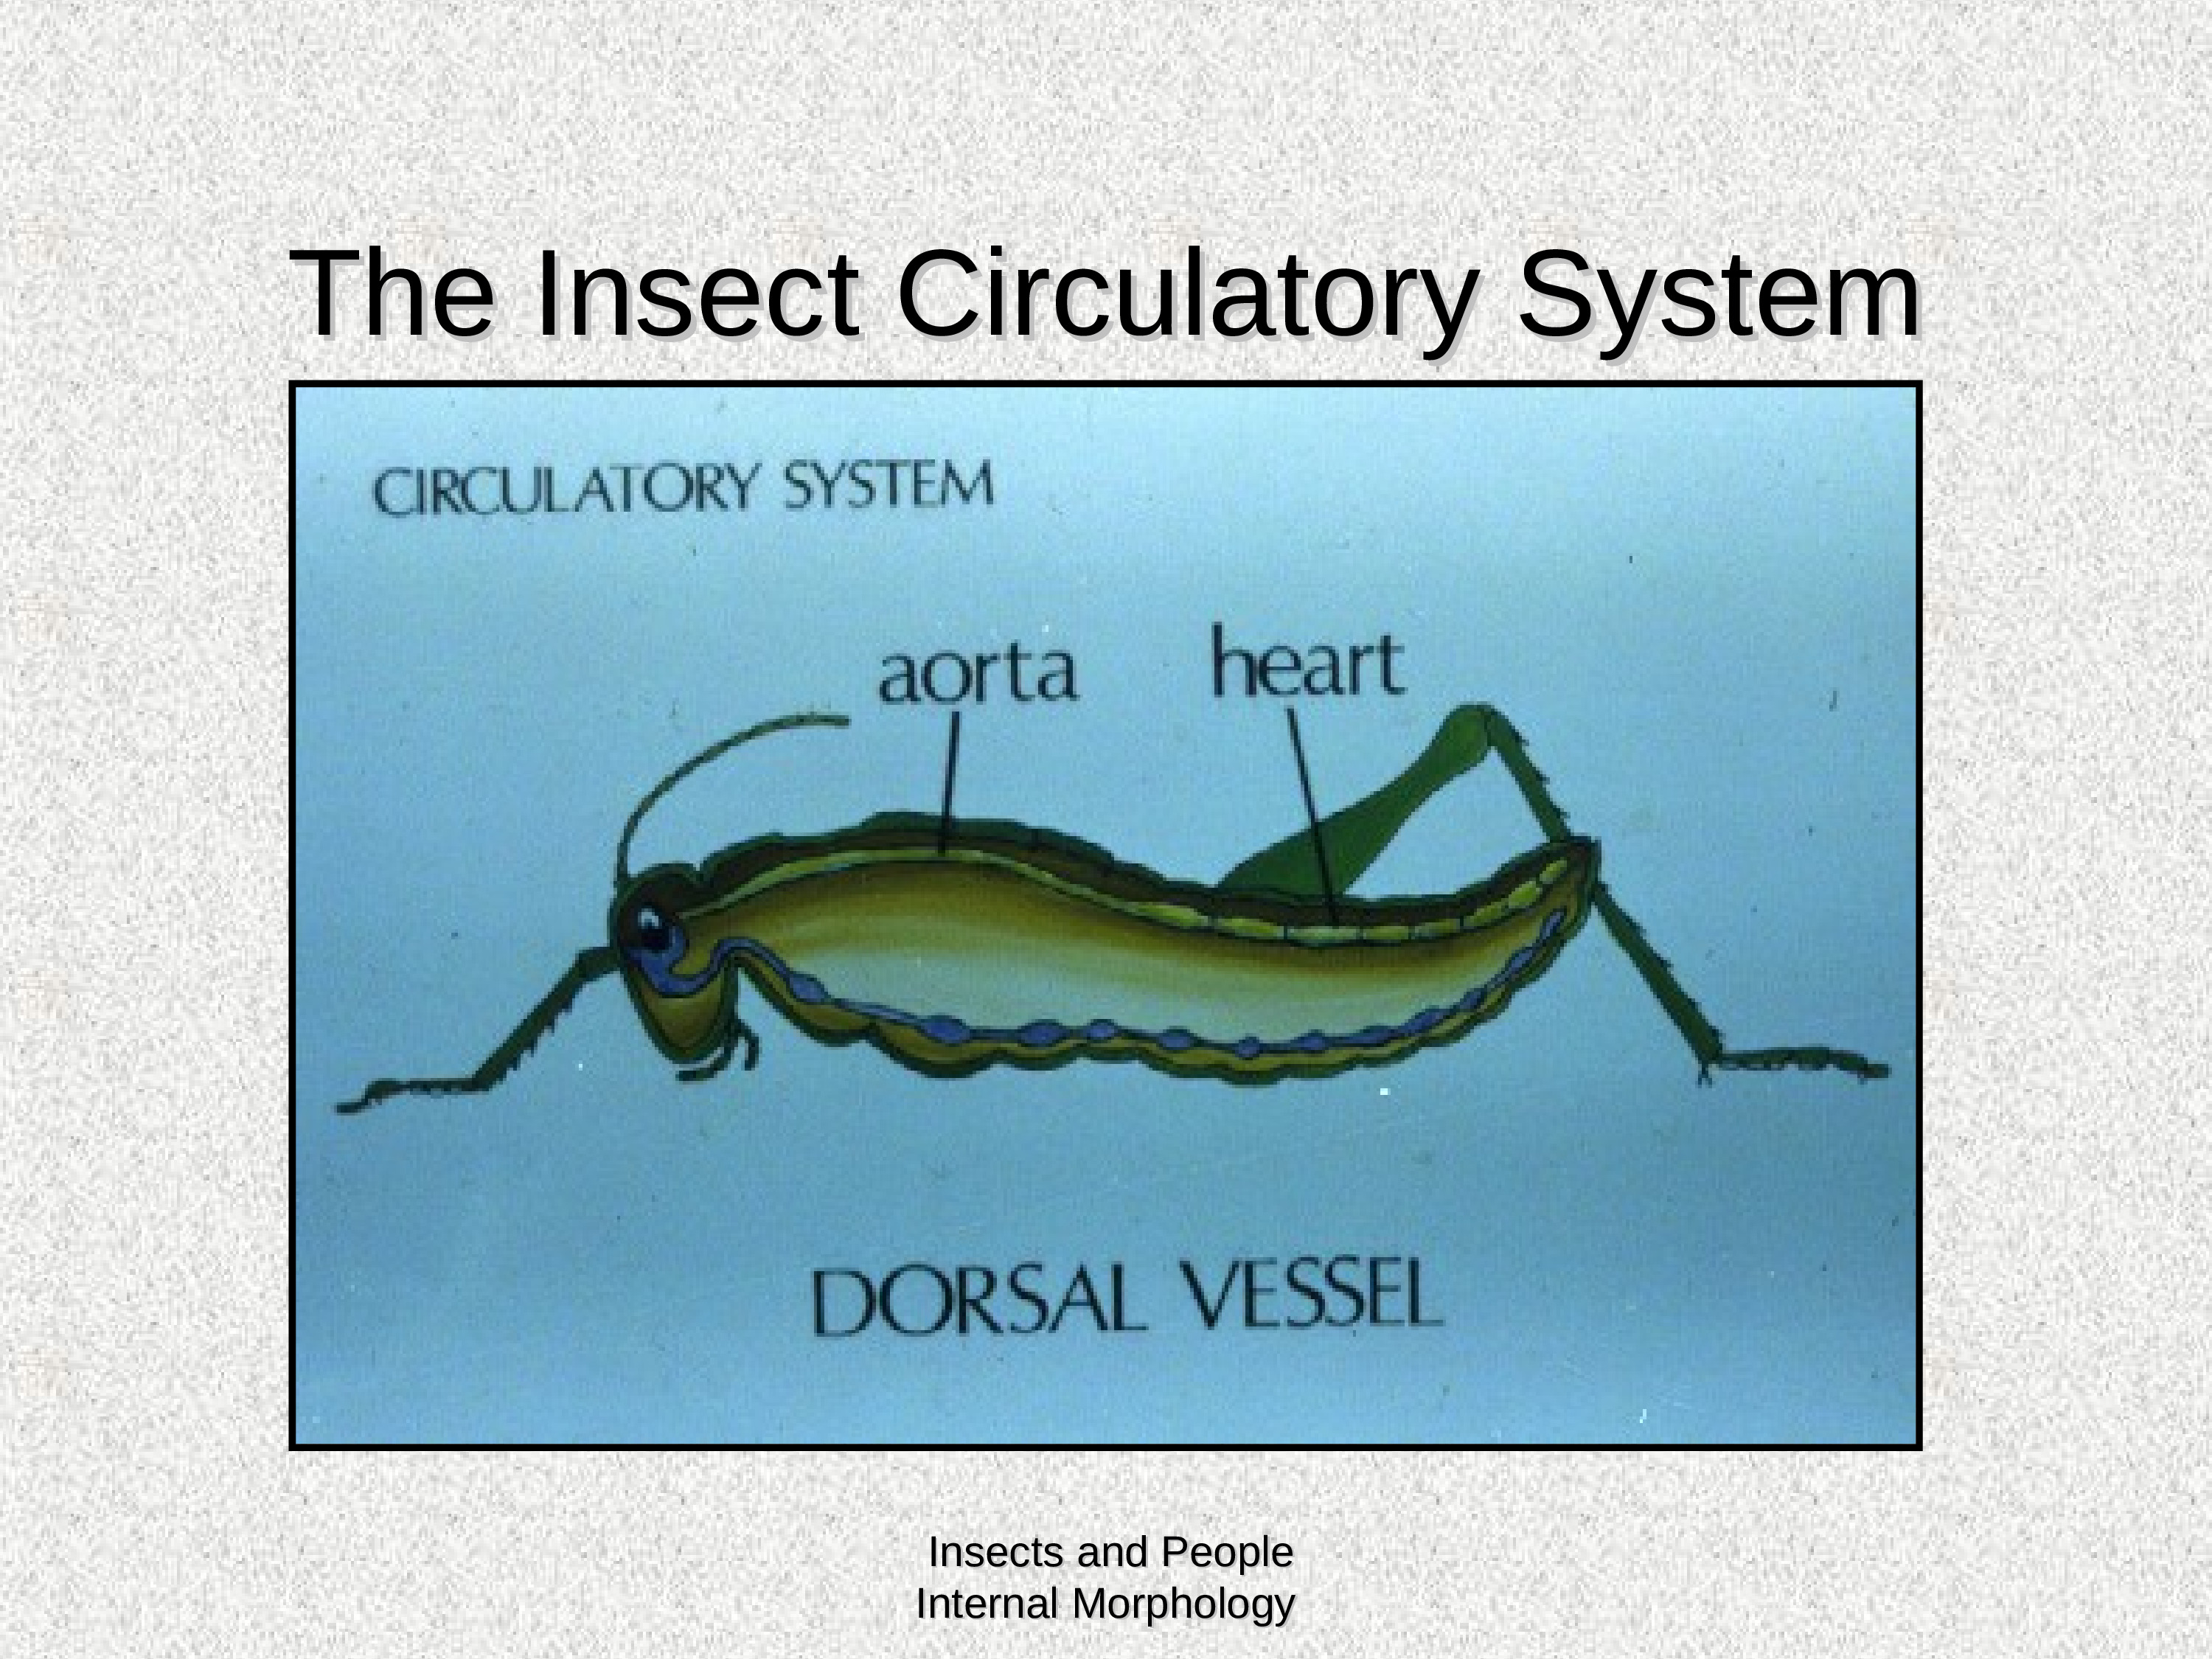 The Insect Circulatory System
CIRCULATORY SYSTEM
aorta heart
DORSAL VESSEL
Insects and People
Internal Morphology